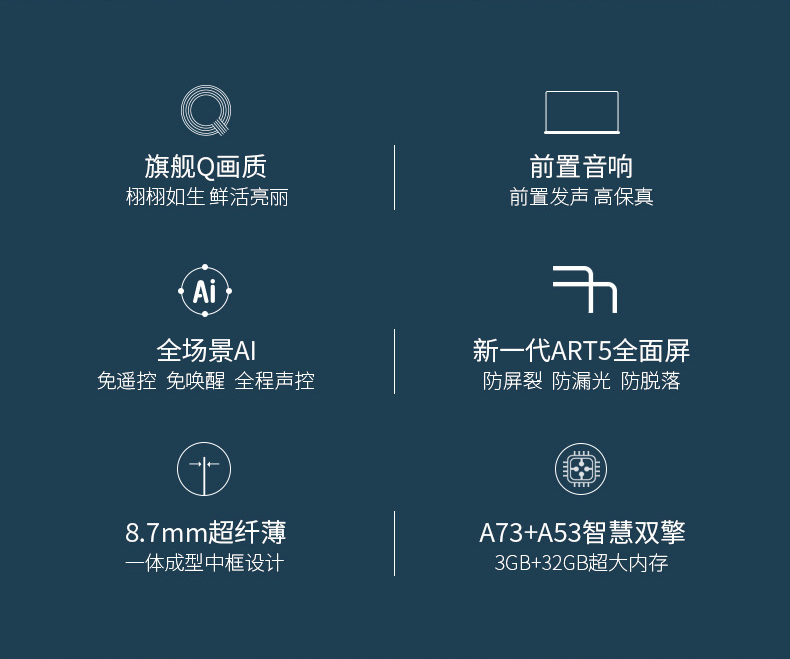 旗舰Q画质
栩栩如生 鲜活亮丽
前置音响
前置发声 高保真
Ai
全场景AI
免遥控 免唤醒 全程声控
新一代ART5全面屏
防屏裂 防漏光 防脱落
8.7mm超纤薄
一体成型中框设计
A73+A53智慧双擎
3GB+32GB超大内存